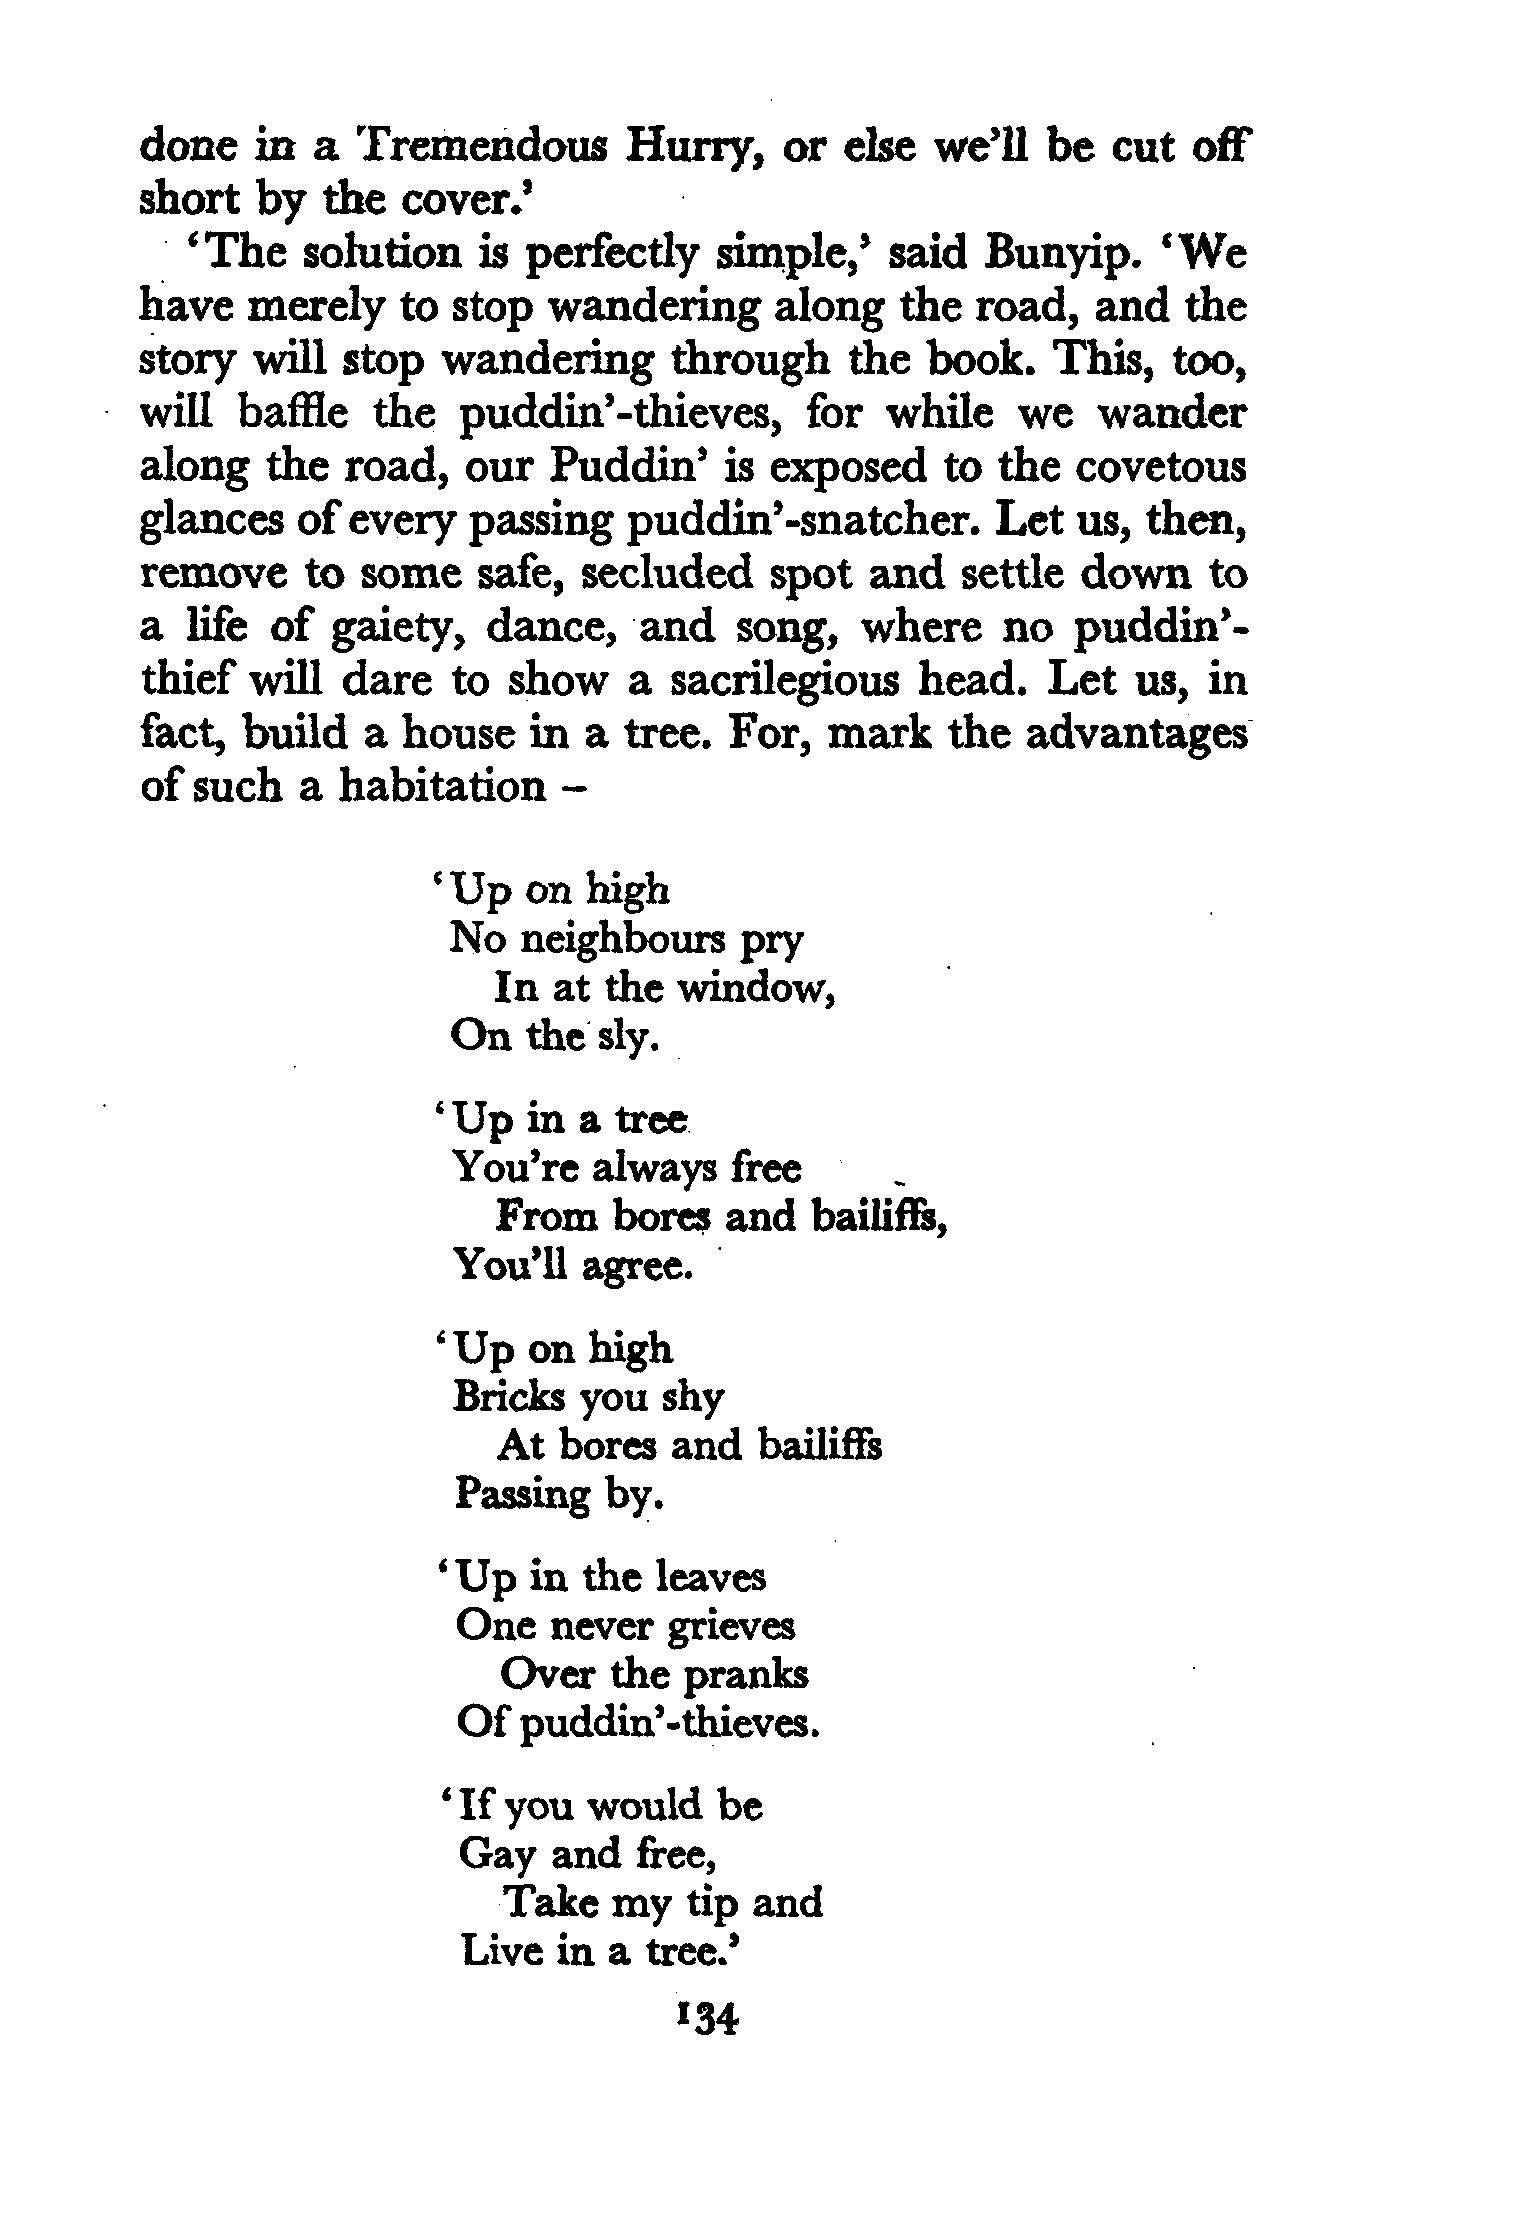 done in a Tremendous Hurry, or else we’ll be cut off
short by the cover.’
‘The solution is perfectly simple,’ said Bunyip. ‘We
have merely to stop wandering along the road, and the
story will stop wandering through the book. This, too,
will baffle the puddin’-thieves, for while we wander
along the road, our Puddin’ is exposed to the covetous
glances of every passing puddin’-snatcher. Let us, then,
remove to some safe, secluded spot and settle down to
a life of gaiety, dance, and song, where no puddin’-
thief will dare to show a sacrilegious head. Let us, in
fact, build a house in a tree. For, mark the advantages
of such a habitation –
‘Up on high
No neighbours pry
In at the window,
On the sly.
‘Up in a tree
You’re always free
From bores and bailiffs,
You’ll agree.
‘Up on high
Bricks you shy
At bores and bailiffs
Passing by.
‘Up in the leaves
One never grieves
Over the pranks
Of puddin’-thieves.
‘If you would be
Gay and free,
Take my tip and
Live in a tree.’
134